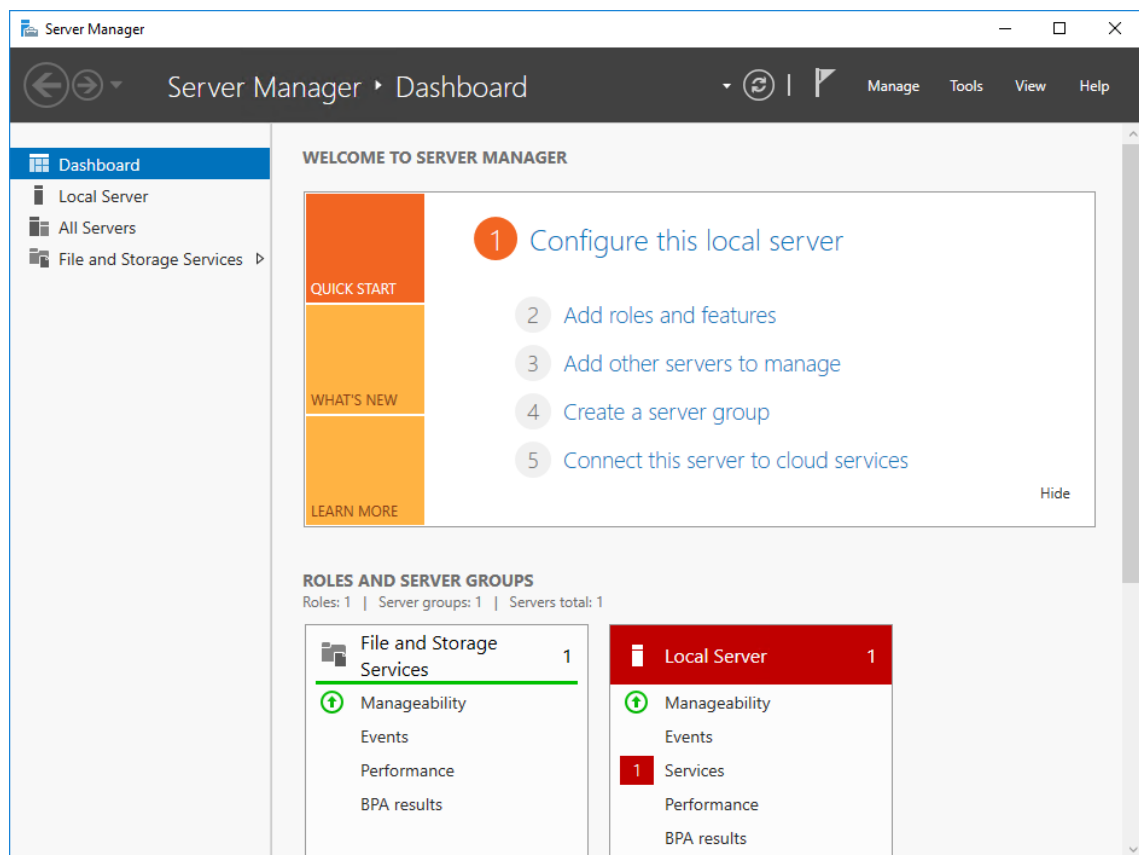 Server Manager
Server Manager ‣ Dashboard
Manage Tools View Help
Dashboard
Local Server
All Servers
File and Storage Services
WELCOME TO SERVER MANAGER
QUICK START
WHAT'S NEW
LEARN MORE
1 Configure this local server
2 Add roles and features
3 Add other servers to manage
4 Create a server group
5 Connect this server to cloud services
Hide
ROLES AND SERVER GROUPS
Roles: 1 | Server groups: 1 | Servers total: 1
File and Storage
Services 1
Manageability
Events
Performance
BPA results
Local Server 1
Manageability
Events
1 Services
Performance
BPA results